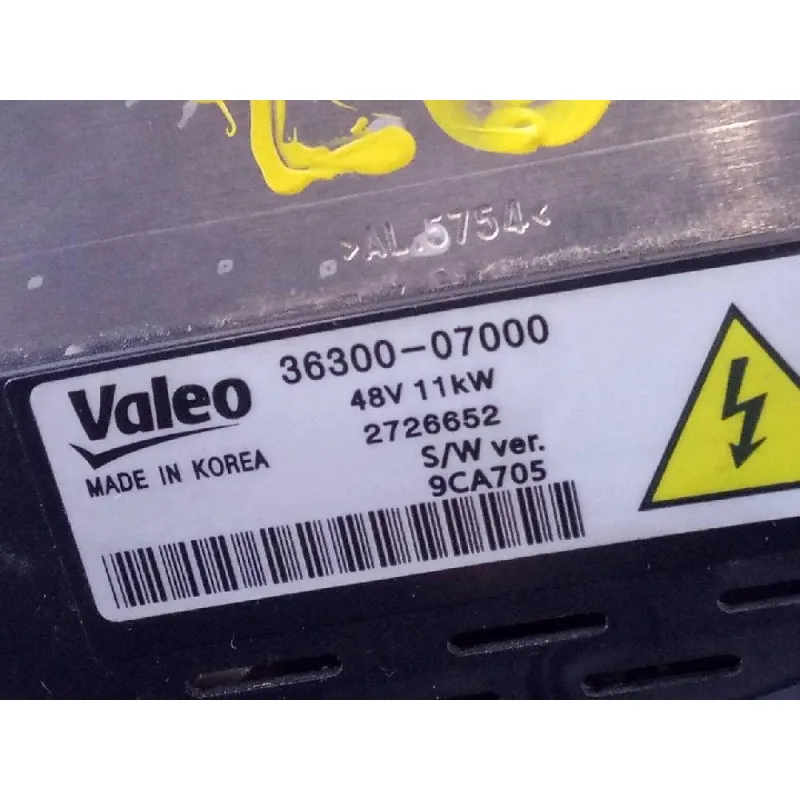 >AL 5754<
Valeo
36300-07000
48V 11kW
2726652
S/W ver.
9CA705
MADE IN KOREA